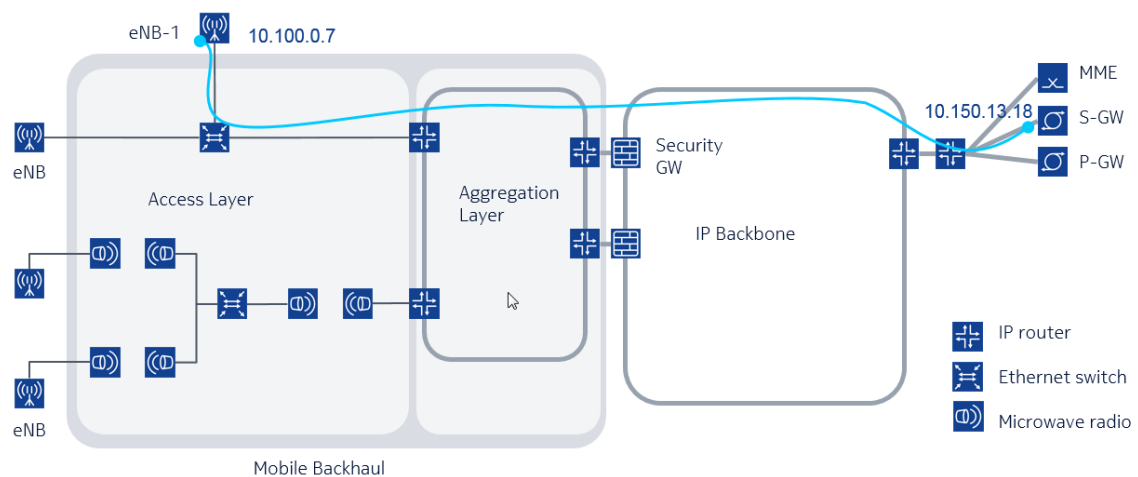 eNB-1
10.100.0.7
MME
10.150.13.18
S-GW
P-GW
eNB
Security
GW
Access Layer
Aggregation
Layer
IP Backbone
IP router
Ethernet switch
Microwave radio
eNB
Mobile Backhaul